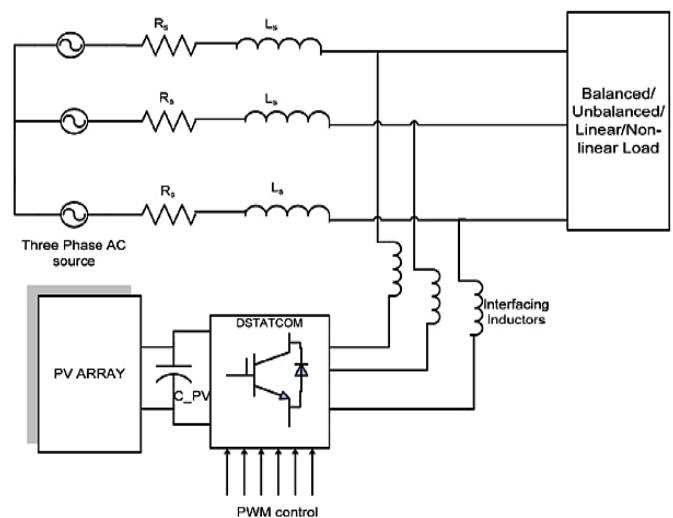 Rs
Ls
Rs
Ls
Rs
Ls
Balanced/
Unbalanced/
Linear/Non-
linear Load
Three Phase AC
source
Interfacing
Inductors
DSTATCOM
PV ARRAY
C_PV
PWM control